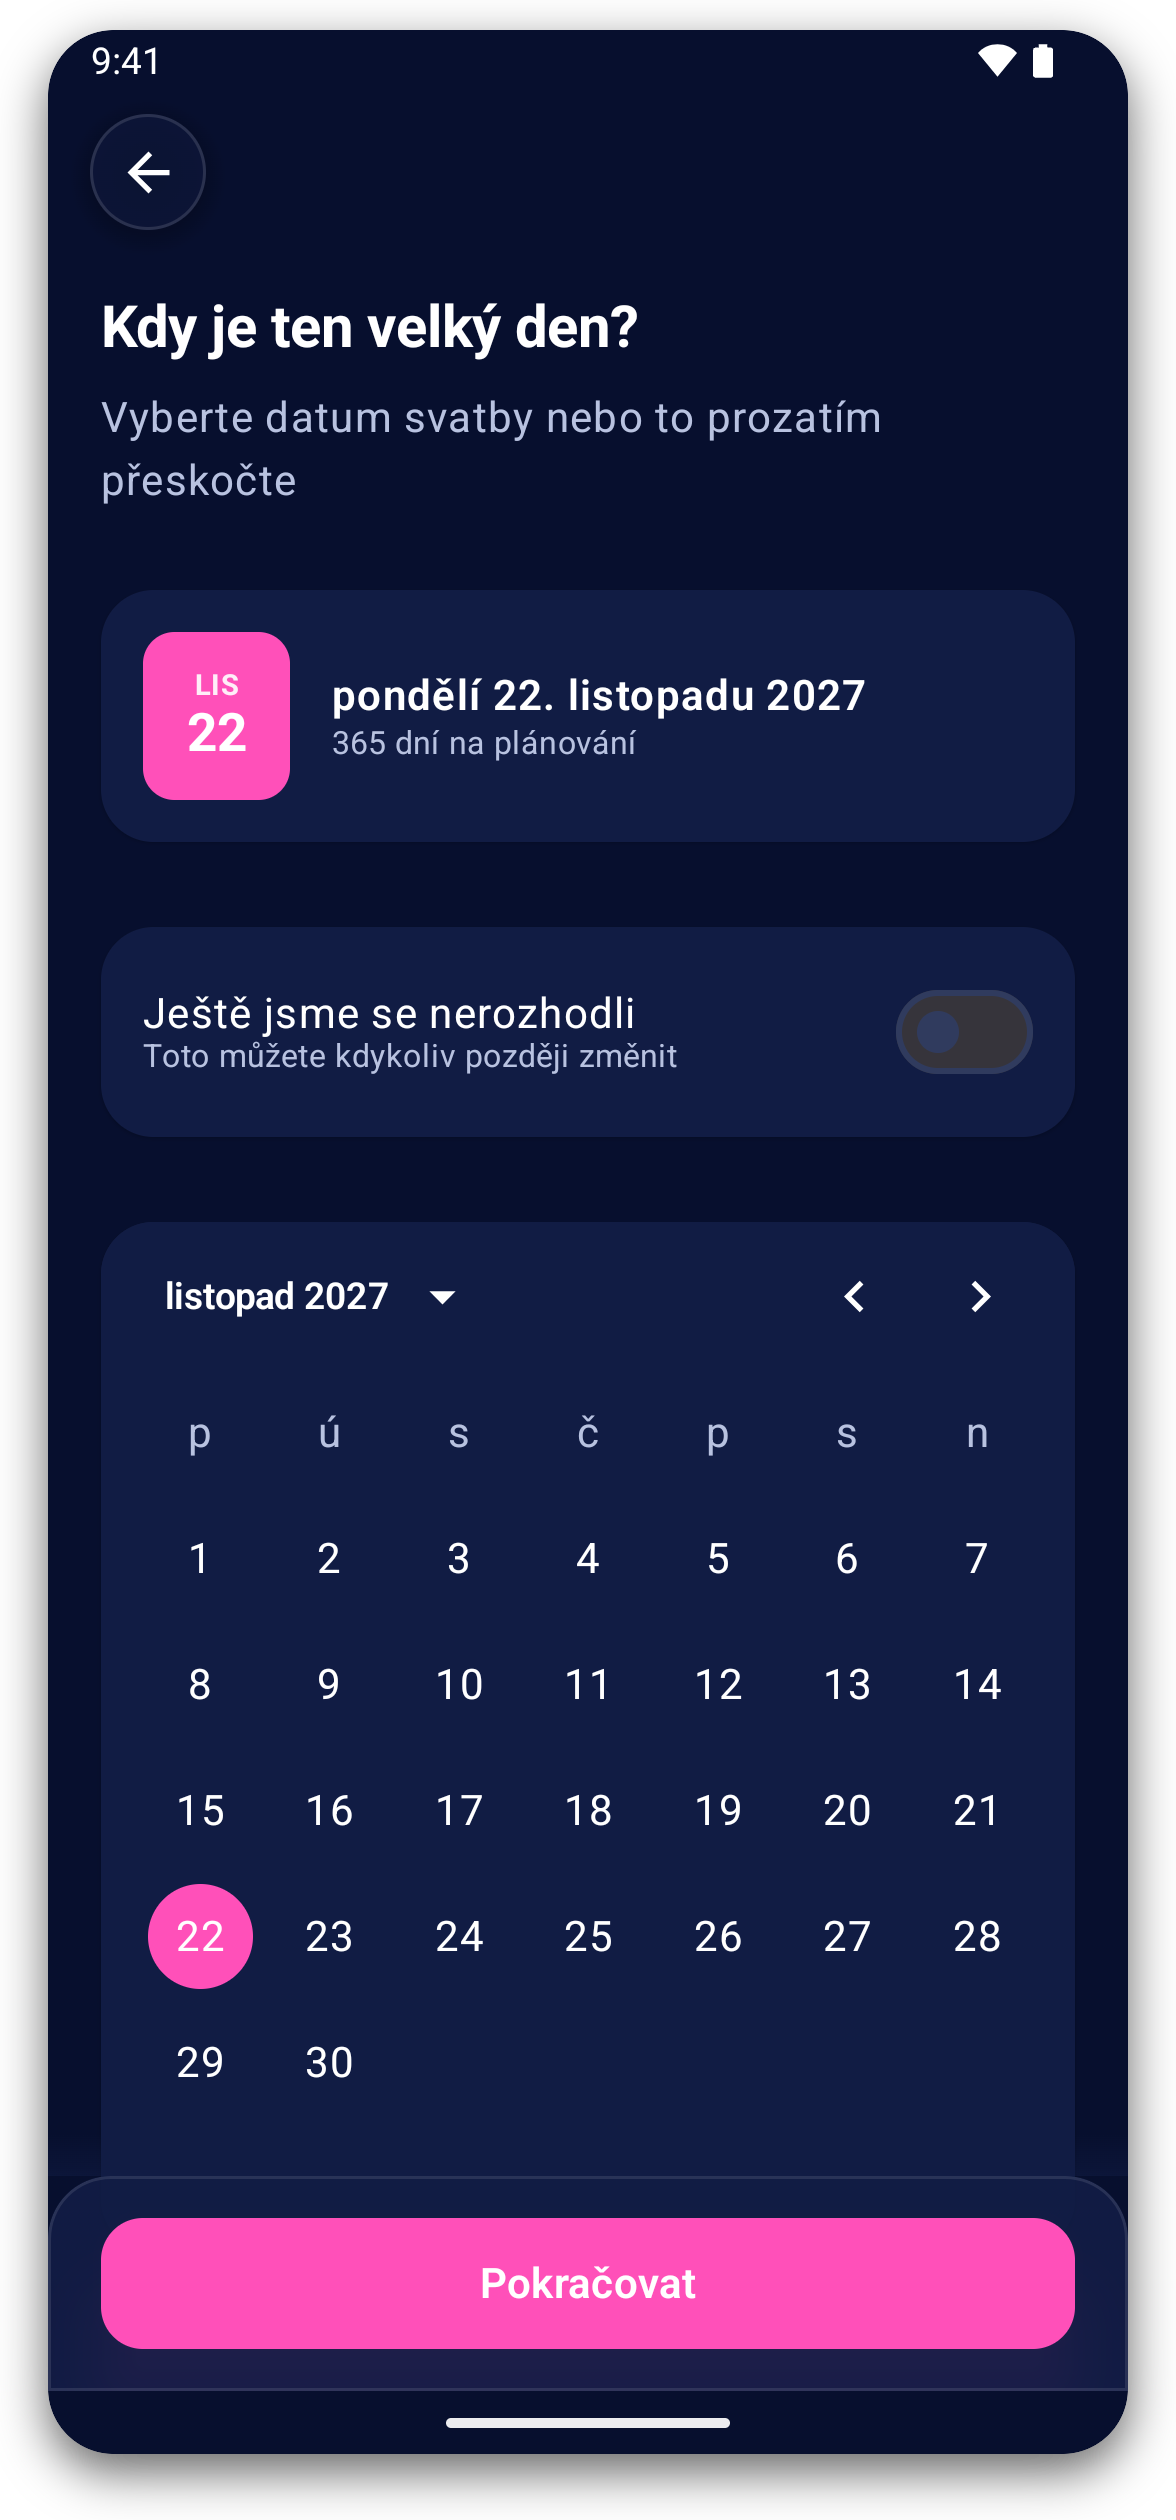 9:41
Kdy je ten velký den?
Vyberte datum svatby nebo to prozatím
přeskočte
LIS
22
pondělí 22. listopadu 2027
365 dní na plánování
Ještě jsme se nerozhodli
Toto můžete kdykoliv později změnit
listopad 2027
p ú s č p s n
1 2 3 4 5 6 7
8 9 10 11 12 13 14
15 16 17 18 19 20 21
22 23 24 25 26 27 28
29 30
Pokračovat